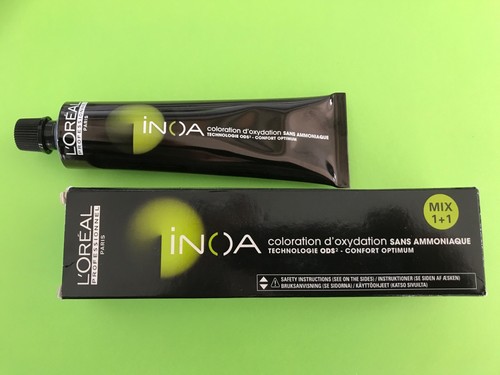 L'ORÉAL
PROFESSIONNEL
PARIS
iNOA
coloration d'oxydation SANS AMMONIAQUE
TECHNOLOGIE ODS² - CONFORT OPTIMUM
L'ORÉAL
PROFESSIONNEL
PARIS
iNOA
coloration d'oxydation SANS AMMONIAQUE
TECHNOLOGIE ODS² - CONFORT OPTIMUM
MIX
1+1
SAFETY INSTRUCTIONS (SEE ON THE SIDES) / INSTRUKTIONER (SE SIDEN AF ÆSKEN)
BRUKSANVISNING (SE SIDORNA) / KÄYTTÖOHJEET (KATSO SIVUILTA)